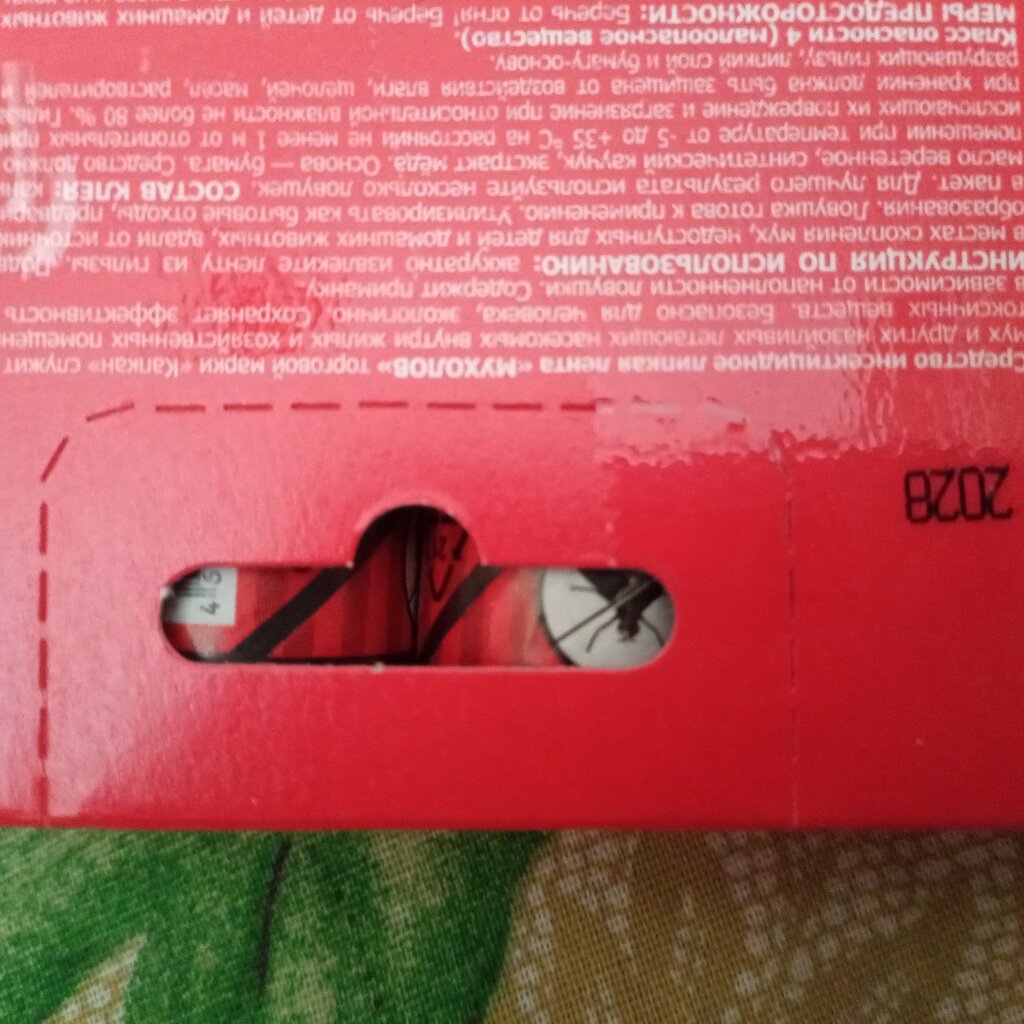 2028
Средство инсектицидное липкая лента «МУХОЛОВ» торговой марки «Капкан» служит
мух и других назойливых летающих насекомых внутри жилых и хозяйственных помещен
токсичных веществ. Безопасно для человека, экологично. Сохраняет эффективность
в зависимости от наполненности ловушки. Содержит приманку.
ИНСТРУКЦИЯ ПО ИСПОЛЬЗОВАНИЮ: аккуратно извлеките ленту из гильзы.
в местах скопления мух, недоступных для детей и домашних животных, вдали от источник
образования. Ловушка готова к применению. Утилизировать как бытовые отходы,
в пакет. Для лучшего результата используйте несколько ловушек. СОСТАВ КЛЕЯ:
масло веретенное, синтетический каучук, экстракт мёда. Основа — бумага. Средство должно
помещении при температуре от -5 до +35 °С на расстоянии не менее 1 м от отопительных
исключающих их повреждение и загрязнение при относительной влажности не более 80 %. Гильза
при хранении должна быть защищена от воздействия влаги, щелочей, масел, растворителей и
разрушающих гильзу, липкий слой и бумагу-основу.
Класс опасности 4 (малоопасное вещество).
МЕРЫ ПРЕДОСТОРОЖНОСТИ: Беречь от огня! Беречь от детей и домашних животных